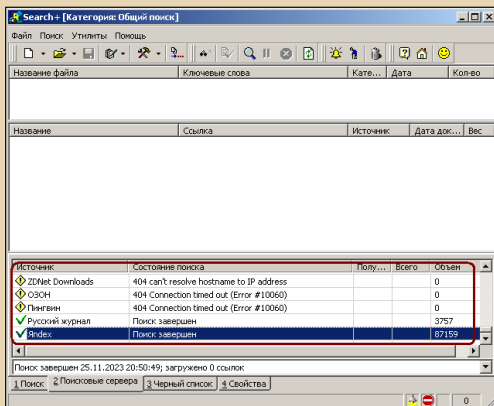 Search+ [Категория: Общий поиск]
Файл Поиск Утилиты Помощь
Название файла Ключевые слова Кате... Дата Кол-во
Название Ссылка Источник Дата док... Вес
Источник Состояние поиска Полу... Всего Объем
ZDNet Downloads 404 can't resolve hostname to IP address 0
ОЗОН 404 Connection timed out (Error #10060) 0
Пингвин 404 Connection timed out (Error #10060) 0
Русский журнал Поиск завершен 3757
Яndex Поиск завершен 87159
Поиск завершен 25.11.2023 20:50:49; загружено 0 ссылок
1 Поиск 2 Поисковые сервера 3 Черный список 4 Свойства
0